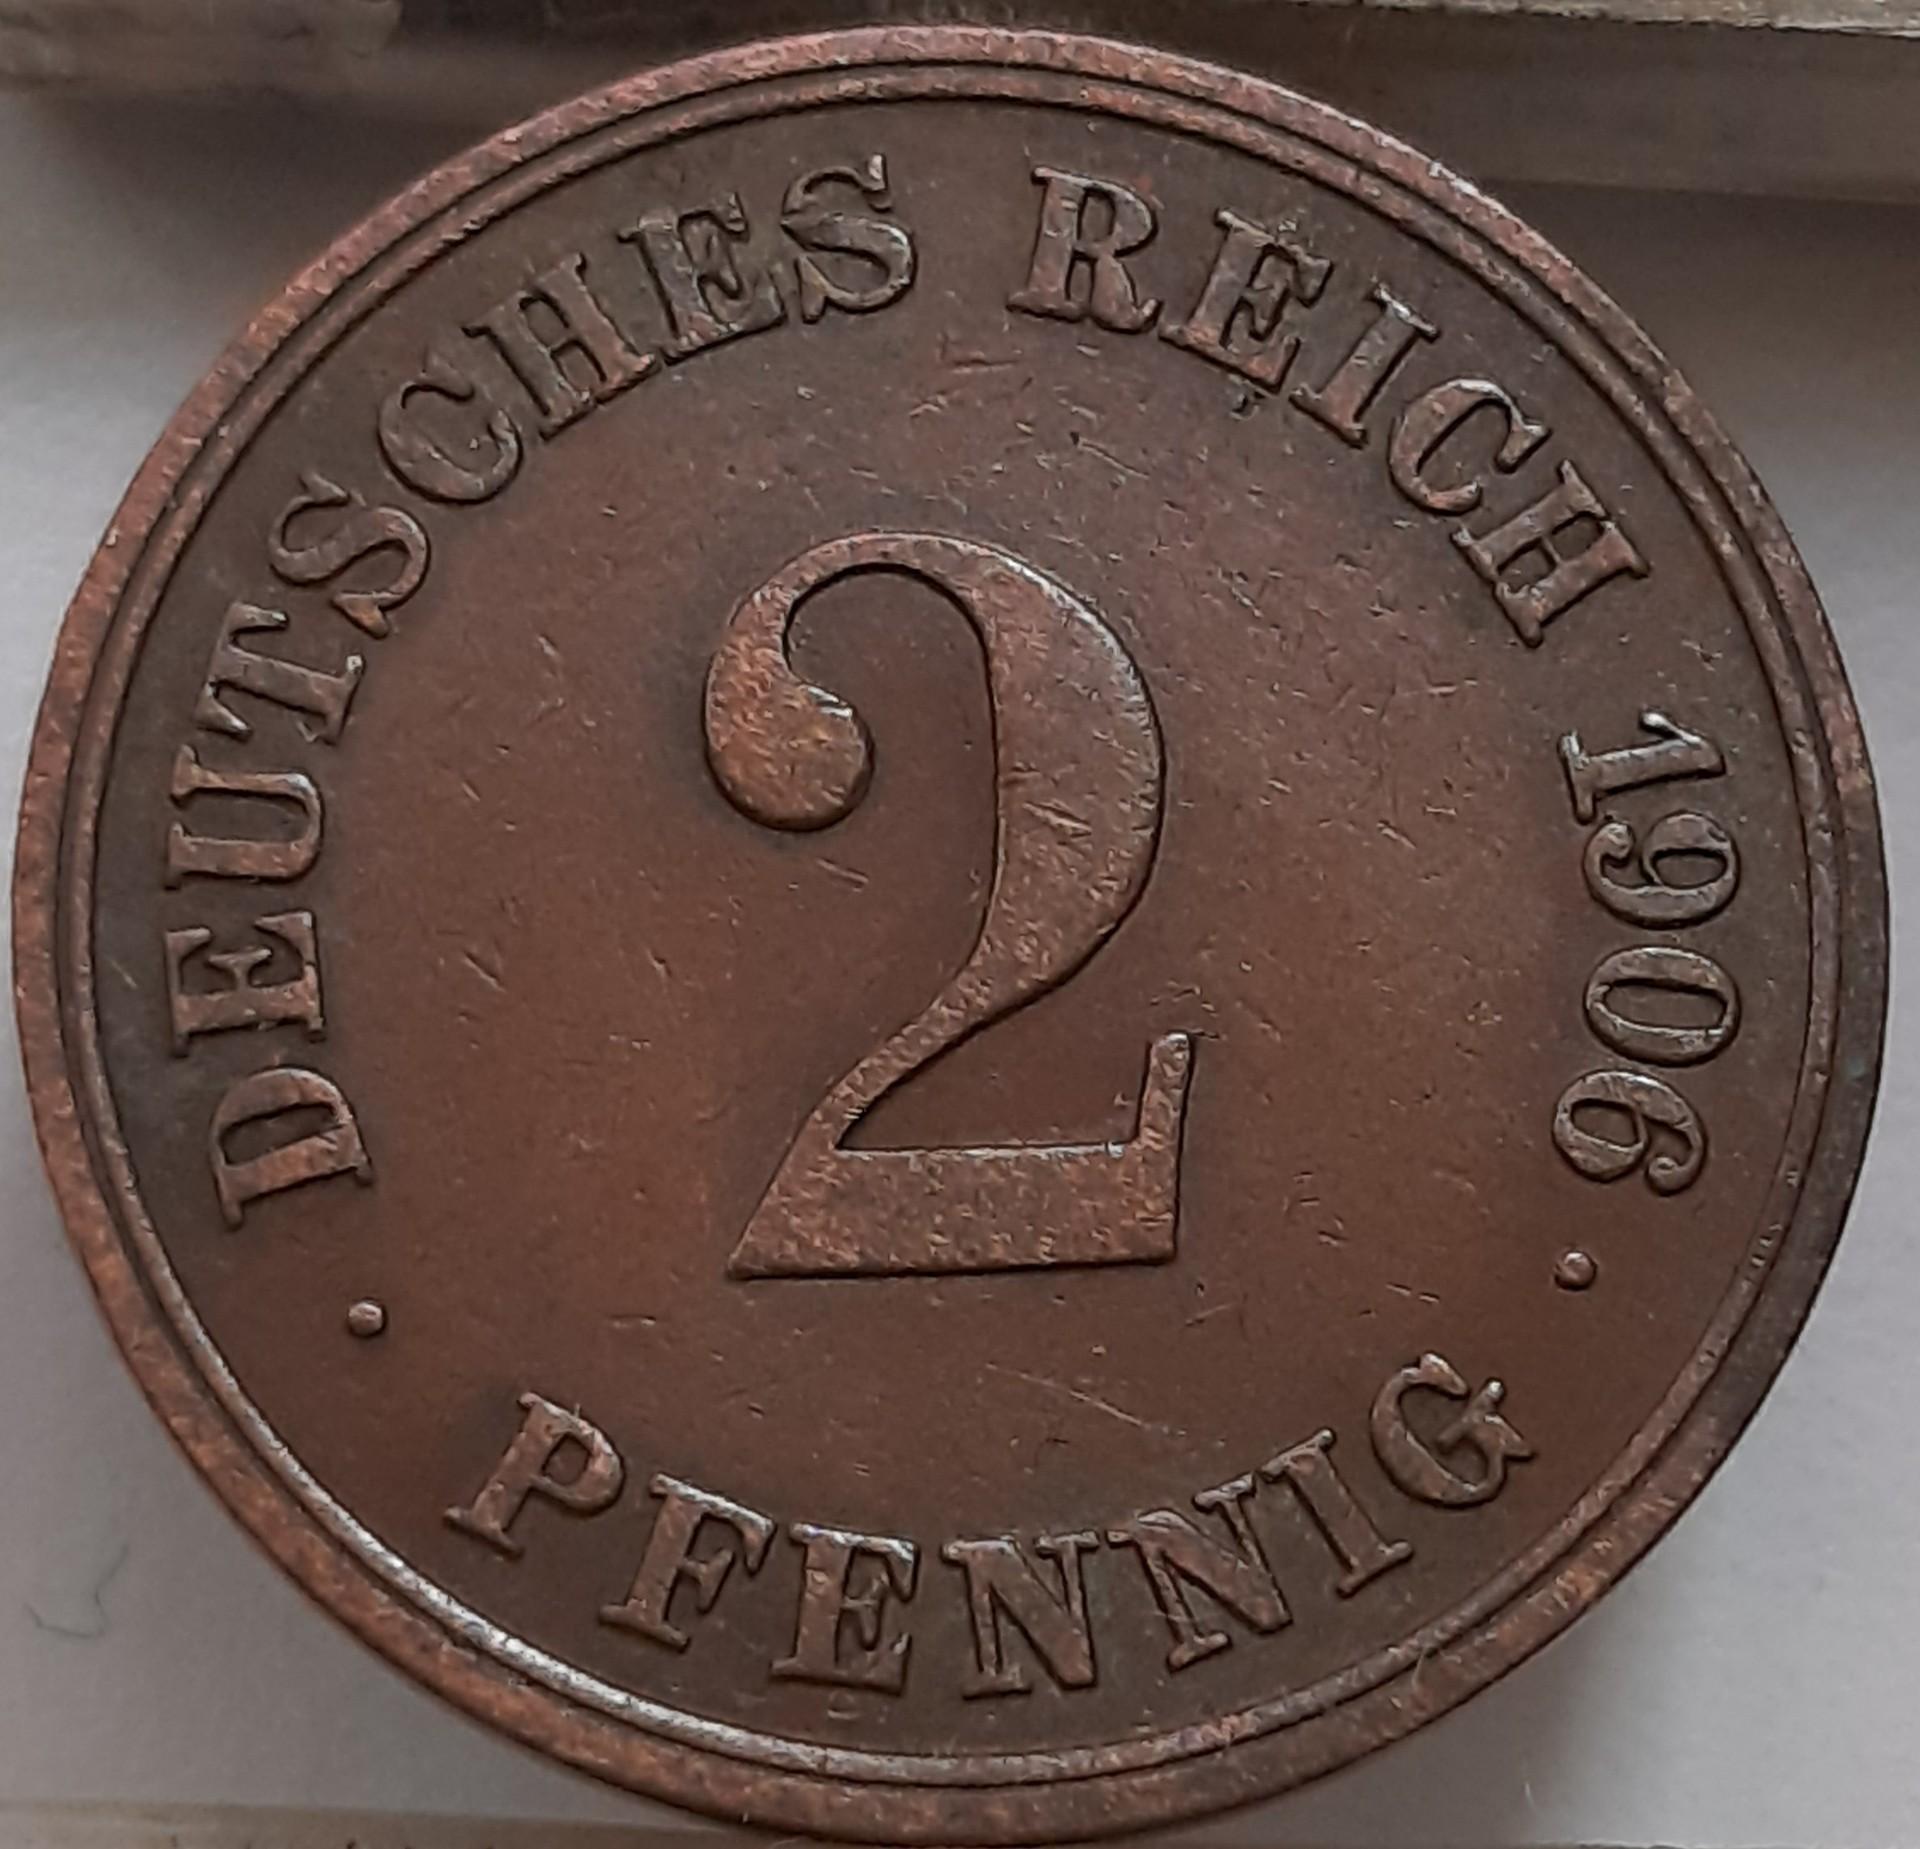 DEUTSCHES REICH 1906
2
· PFENNIG ·